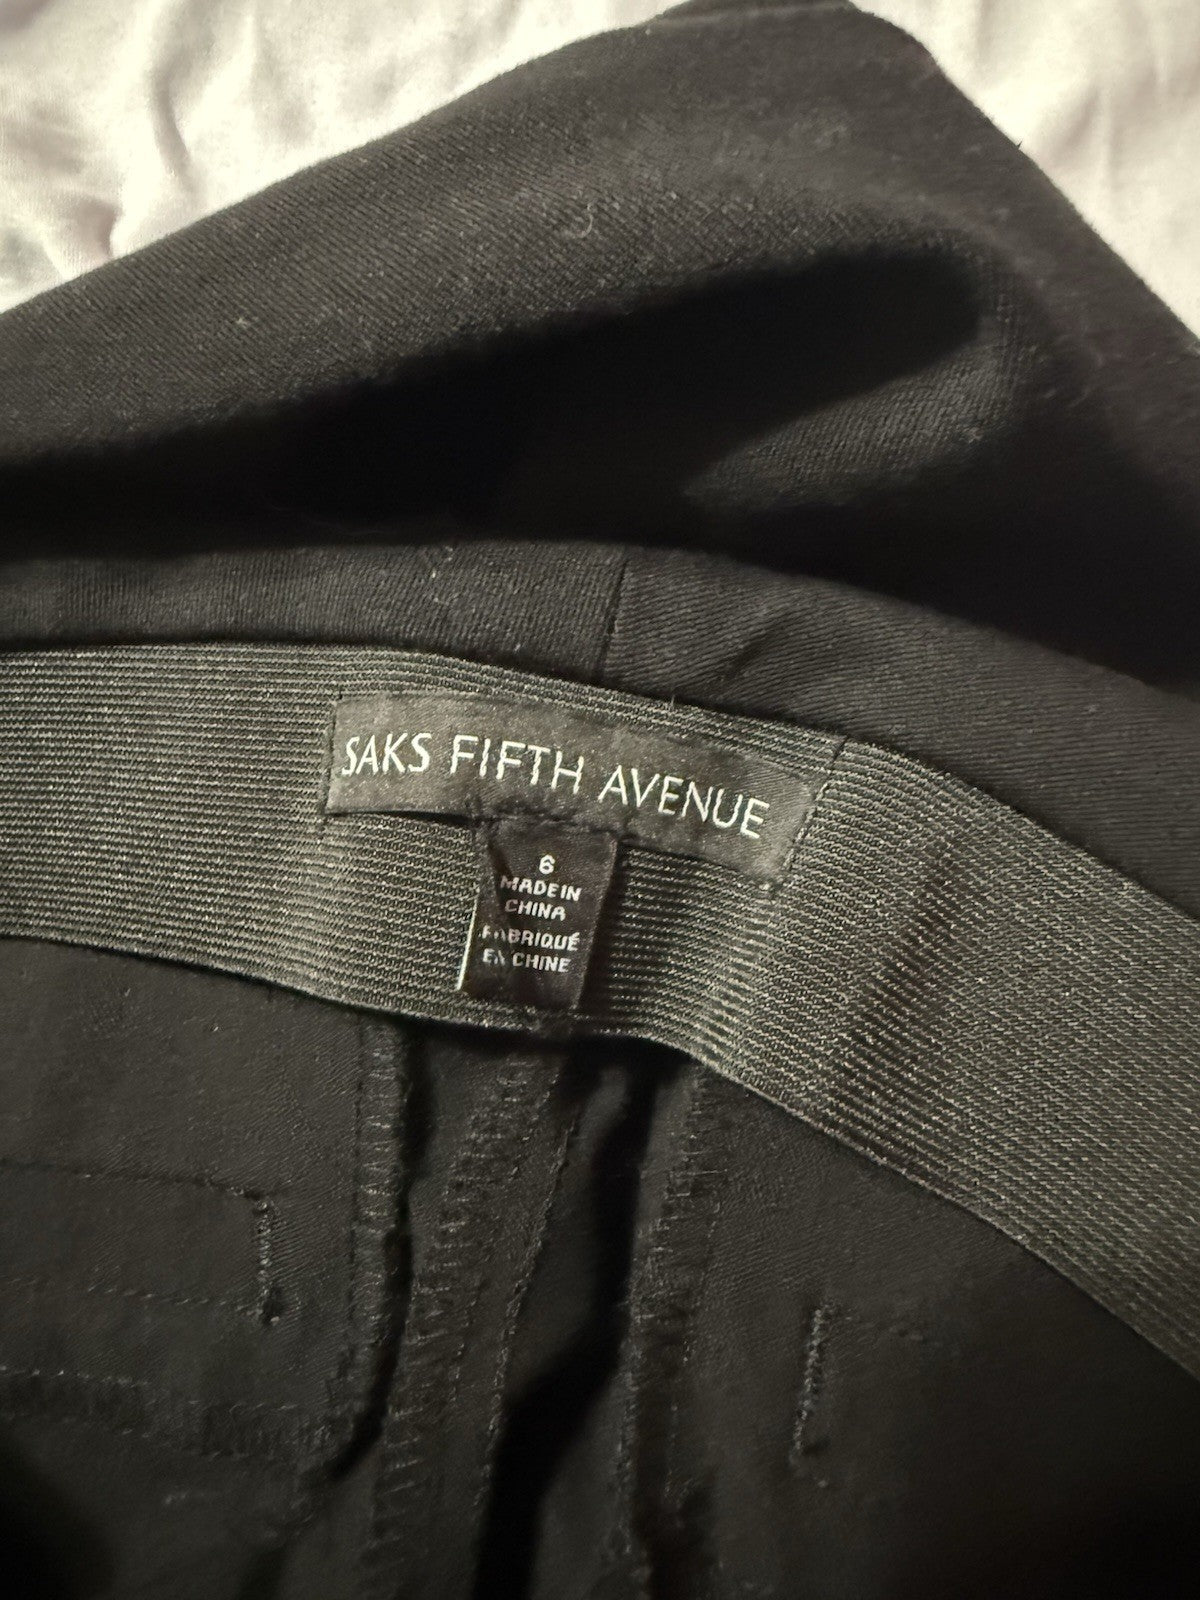 SAKS FIFTH AVENUE
6
MADE IN
CHINA
FABRIQUÉ
EN CHINE